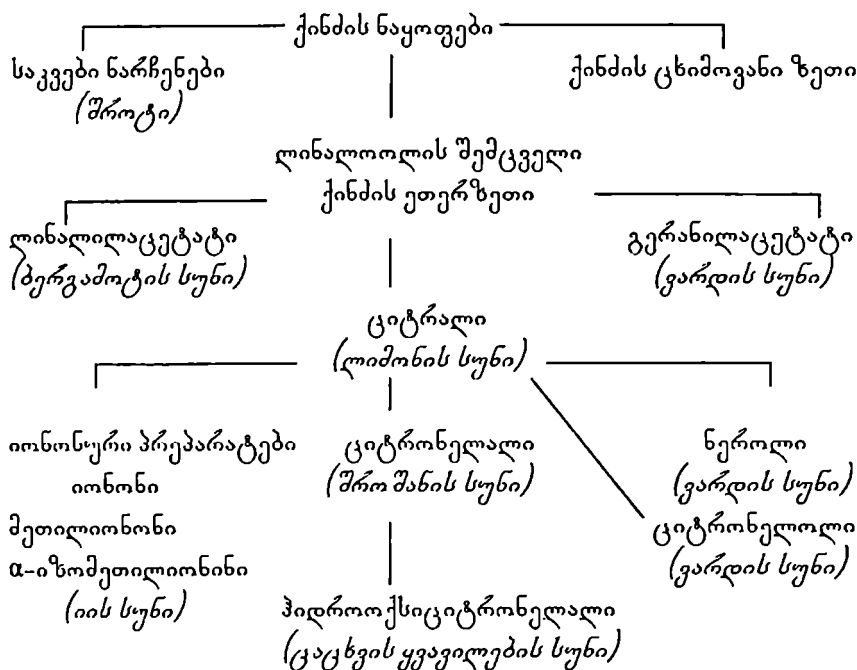 ქინძის ნაყოფები
საკვები ნარჩენები
(შროტი)
ქინძის ცხიმოვანი ზეთი
ლინალოოლის შემცველი
ქინძის ეთერზეთი
ლინალილაცეტატი
(ბერგამოტის სუნი)
გერანილაცეტატი
(ვარდის სუნი)
ციტრალი
(ლიმონის სუნი)
იონონური პრეპარატები
იონონი
მეთილიონონი
α-იზომეთილიონინი
(იის სუნი)
ციტრონელალი
(შროშანის სუნი)
ჰიდროოქსიციტრონელალი
(ცაცხვის ყვავილების სუნი)
ნეროლი
(ვარდის სუნი)
ციტრონელოლი
(ვარდის სუნი)